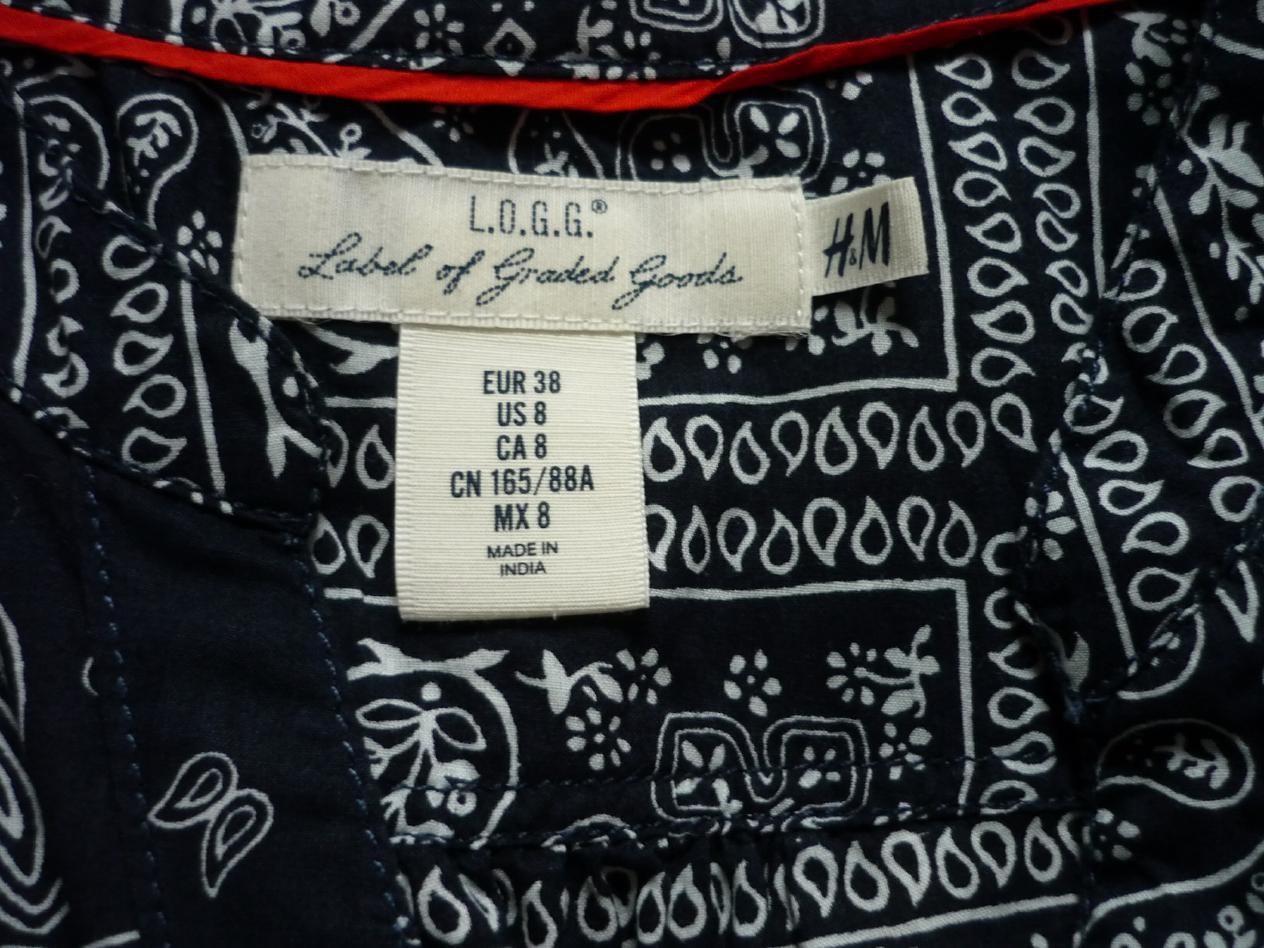 L.O.G.G.®
Label of Graded Goods
H&M
EUR 38
US 8
CA 8
CN 165/88A
MX 8
MADE IN
INDIA